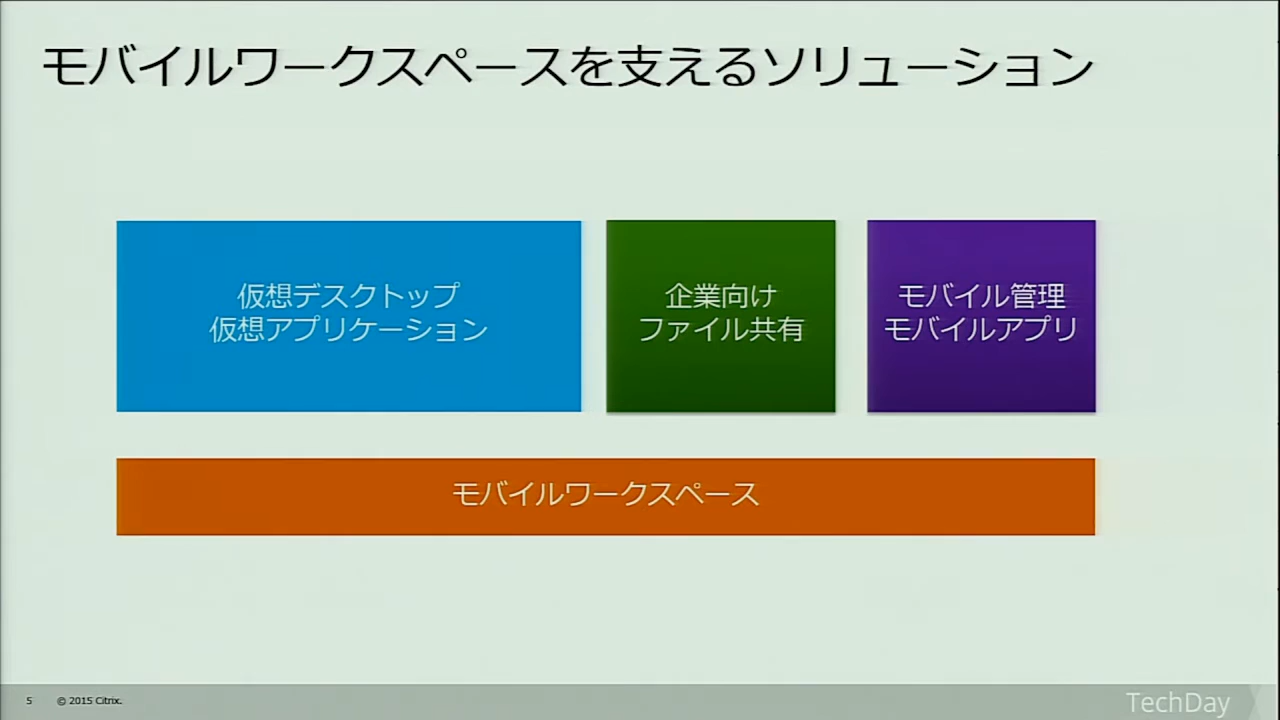 モバイルワークスペースを支えるソリューション
仮想デスクトップ
仮想アプリケーション
企業向け
ファイル共有
モバイル管理
モバイルアプリ
モバイルワークスペース
5 © 2015 Citrix.
TechDay